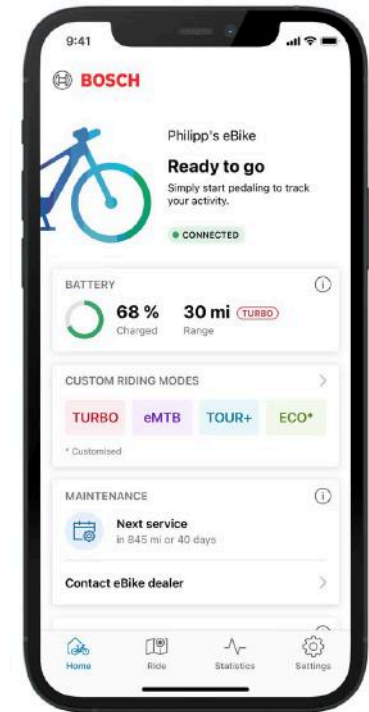 9:41
BOSCH
Philipp's eBike
Ready to go
Simply start pedaling to track
your activity.
CONNECTED
BATTERY
68 % 30 mi TURBO
Charged Range
CUSTOM RIDING MODES
TURBO eMTB TOUR+ ECO*
* Customised
MAINTENANCE
Next service
in 845 mi or 40 days
Contact eBike dealer
Home Ride Statistics Settings